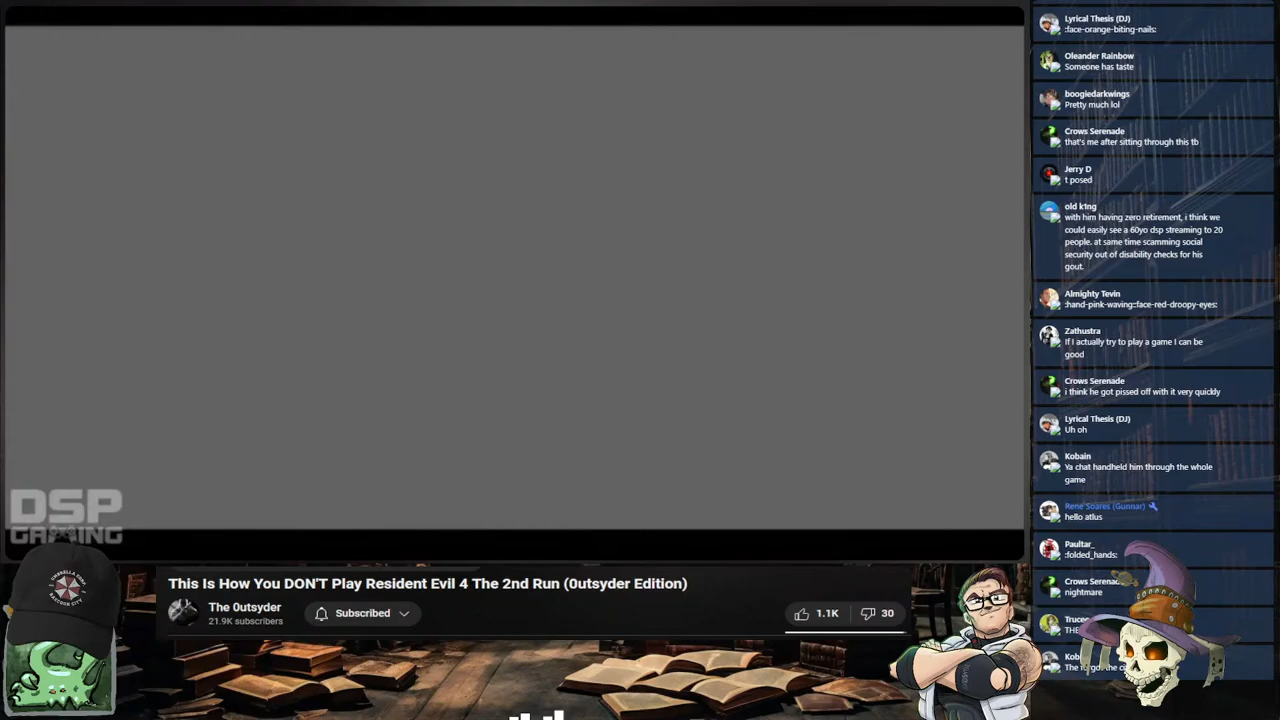 DSP
GAMING
UMBRELLA CORP
RACCOON CITY
This Is How You DON'T Play Resident Evil 4 The 2nd Run (0utsyder Edition)
The 0utsyder
21.9K subscribers
Subscribed
1.1K
30
Lyrical Thesis (DJ)
:face-orange-biting-nails:
Oleander Rainbow
Someone has taste
boogiedarkwings
Pretty much lol
Crows Serenade
that's me after sitting through this tb
Jerry D
t posed
old k1ng
with him having zero retirement, i think we
could easily see a 60yo dsp streaming to 20
people, at same time scamming social
security out of disability checks for his
gout.
Almighty Tevin
:hand-pink-waving::face-red-droopy-eyes:
Zathustra
If I actually try to play a game I can be
good
Crows Serenade
i think he got pissed off with it very quickly
Lyrical Thesis (DJ)
Uh oh
Kobain
Ya chat handheld him through the whole
game
Rene Soares (Gunnar)
hello atlus
Paultar_
:folded_hands:
Crows Serenade
nightmare